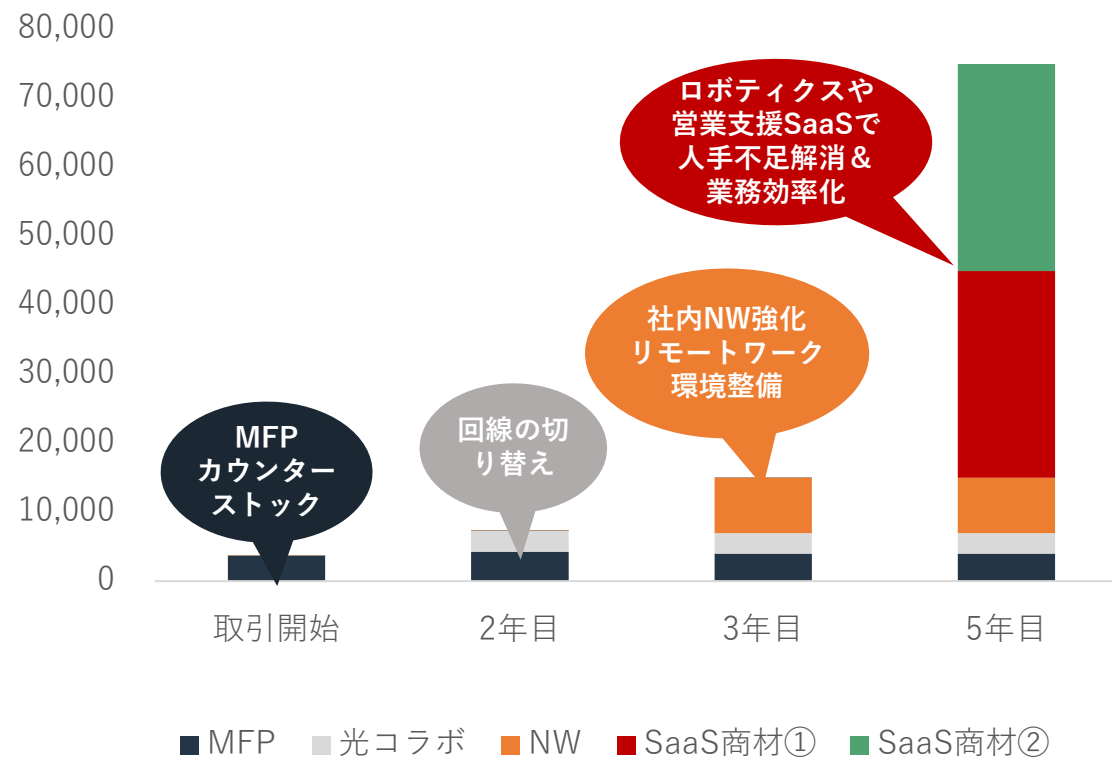 80,000
70,000
60,000
50,000
40,000
30,000
20,000
10,000
0
MFP
カウンター
ストック
回線の切
り替え
社内NW強化
リモートワーク
環境整備
ロボティクスや
営業支援SaaSで
人手不足解消＆
業務効率化
取引開始
2年目
3年目
5年目
MFP
光コラボ
NW
SaaS商材①
SaaS商材②